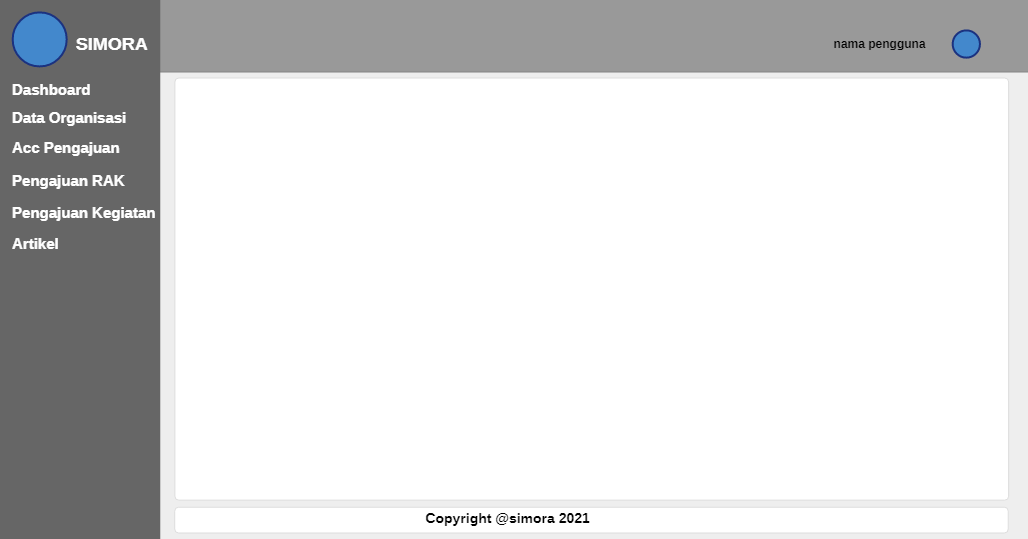 SIMORA
nama pengguna
Dashboard
Data Organisasi
Acc Pengajuan
Pengajuan RAK
Pengajuan Kegiatan
Artikel
Copyright @simora 2021